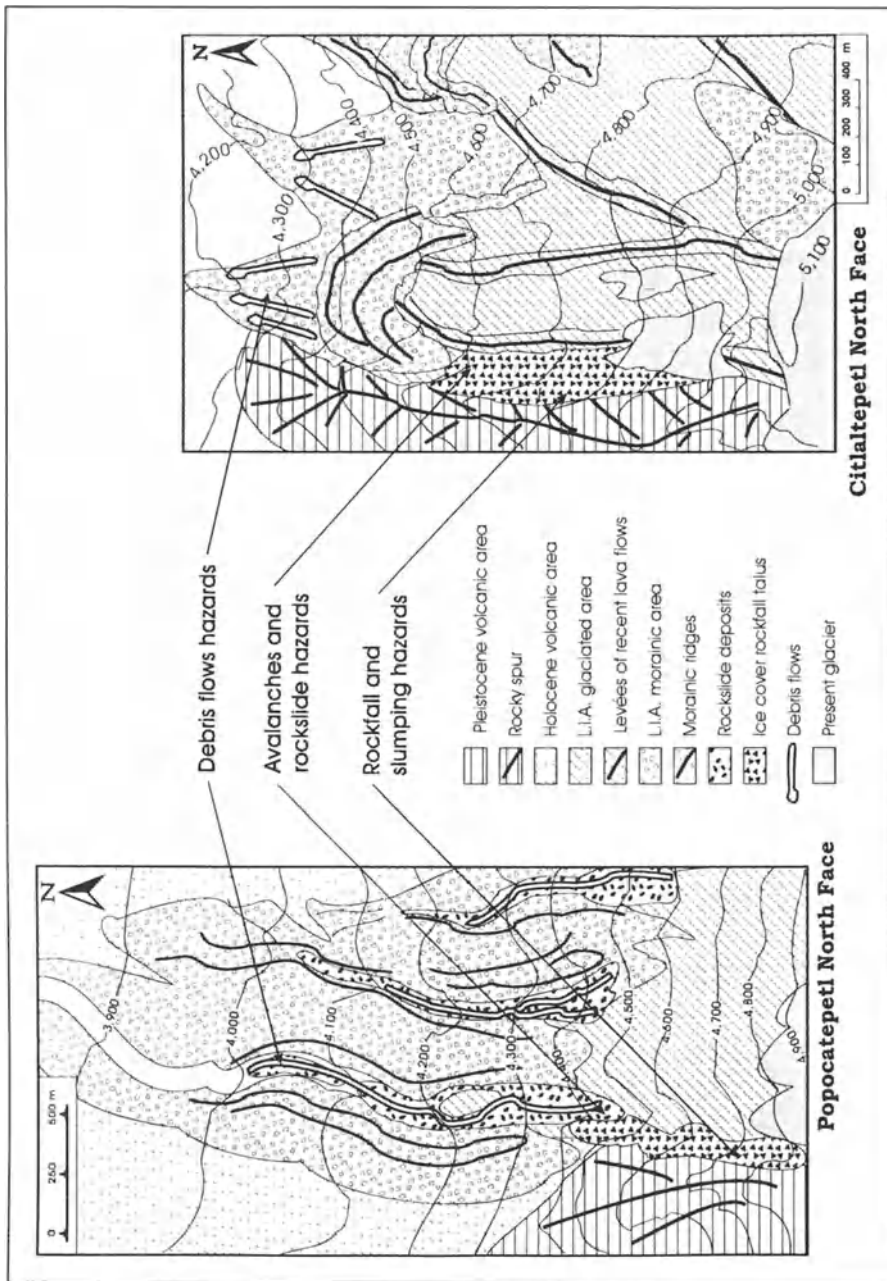 N
0 250 500 m
3,900
4,000
4,100
4,200
4,300
4,400
4,500
4,600
4,700
4,800
4,900
Popocatepetl North Face
Debris flows hazards
Avalanches and
rockslide hazards
Rockfall and
slumping hazards
Pleistocene volcanic area
Rocky spur
Holocene volcanic area
L.I.A. glaciated area
Levées of recent lava flows
L.I.A. morainic area
Morainic ridges
Rockslide deposits
Ice cover rockfall talus
Debris flows
Present glacier
N
4,200
4,300
4,400
4,500
4,600
4,700
4,800
4,900
5,000
5,100
0 100 200 300 400 m
Citlaltepetl North Face